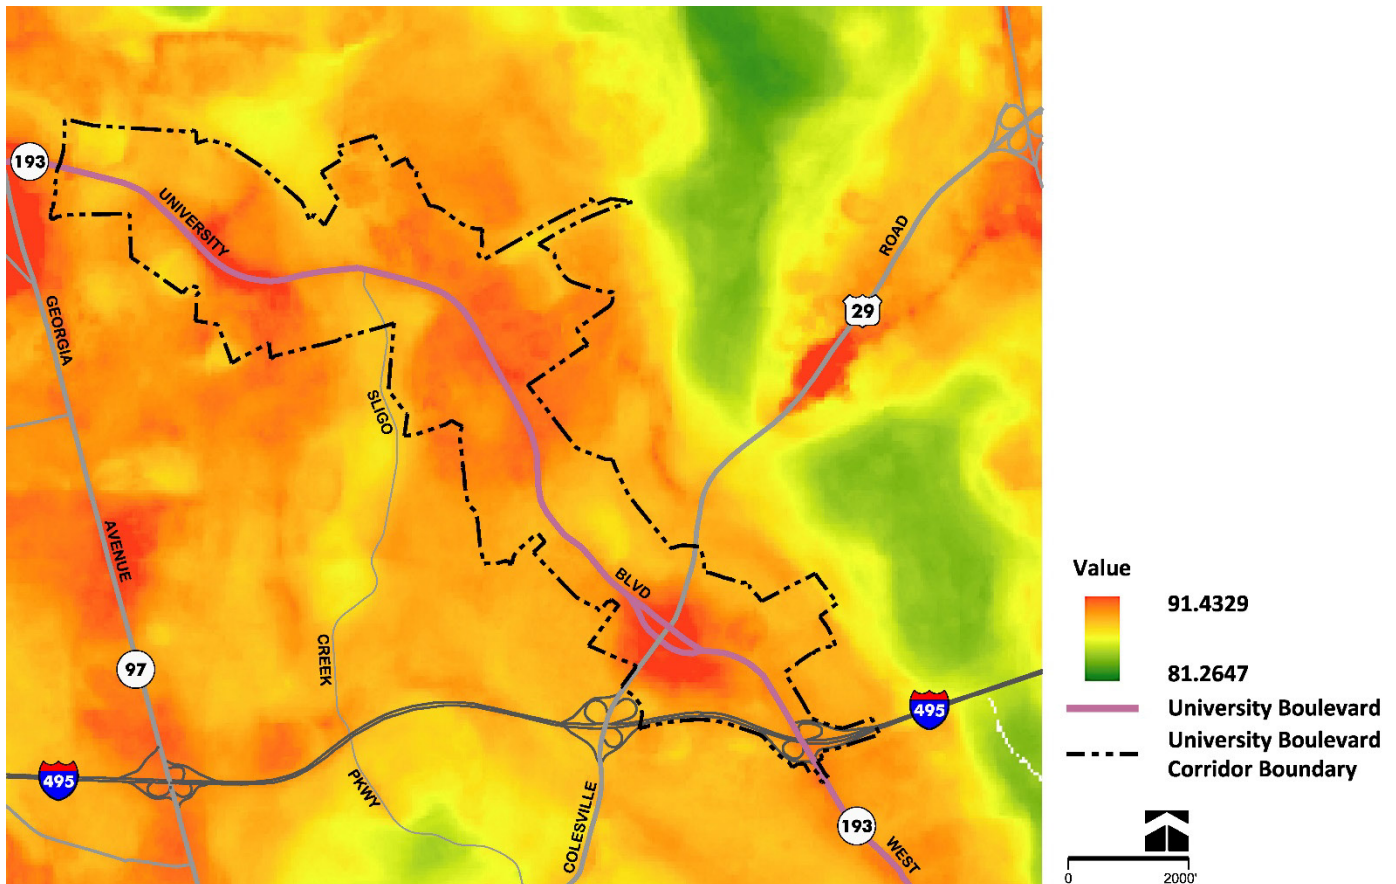 193
UNIVERSITY
ROAD
29
GEORGIA
SLIGO
AVENUE
BLVD
CREEK
97
495
495
PKWY
COLESVILLE
193
WEST
Value
91.4329
81.2647
University Boulevard
University Boulevard
Corridor Boundary
0
2000'